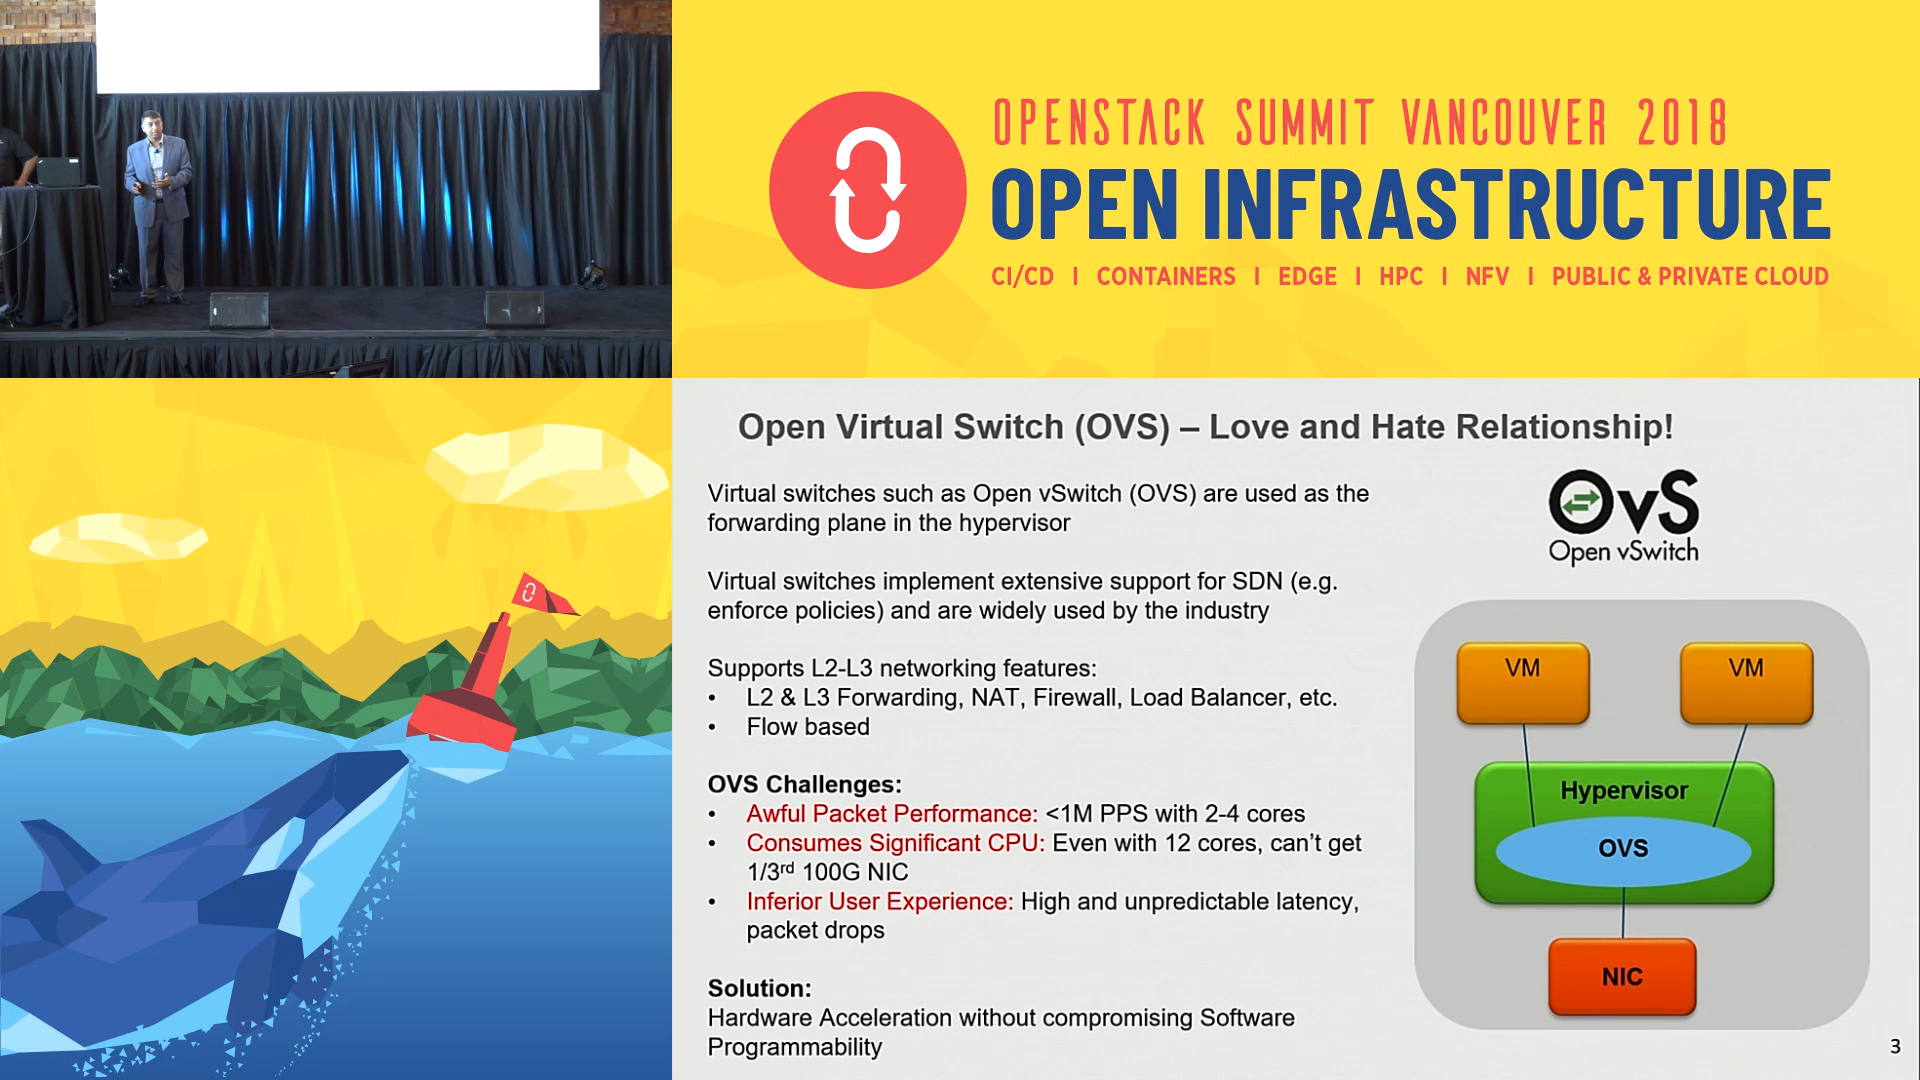 OPENSTACK SUMMIT VANCOUVER 2018
OPEN INFRASTRUCTURE
CI/CD | CONTAINERS | EDGE | HPC | NFV | PUBLIC & PRIVATE CLOUD
Open Virtual Switch (OVS) – Love and Hate Relationship!
Virtual switches such as Open vSwitch (OVS) are used as the
forwarding plane in the hypervisor
Virtual switches implement extensive support for SDN (e.g.
enforce policies) and are widely used by the industry
Supports L2-L3 networking features:
• L2 & L3 Forwarding, NAT, Firewall, Load Balancer, etc.
• Flow based
OVS Challenges:
• Awful Packet Performance: <1M PPS with 2-4 cores
• Consumes Significant CPU: Even with 12 cores, can't get
1/3rd 100G NIC
• Inferior User Experience: High and unpredictable latency,
packet drops
Solution:
Hardware Acceleration without compromising Software
Programmability
OvS
Open vSwitch
VM
VM
Hypervisor
OVS
NIC
3